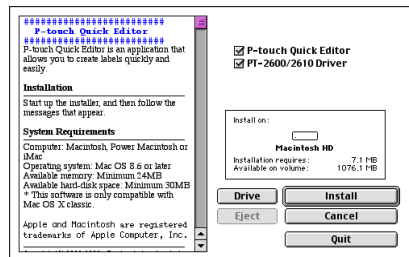 ########################
P-touch Quick Editor
########################
P-touch Quick Editor is an application that
allows you to create labels quickly and
easily.
Installation
Start up the installer, and then follow the
messages that appear.
System Requirements
Computer: Macintosh, Power Macintosh or
iMac
Operating system: Mac OS 8.6 or later
Available memory: Minimum 24MB
Available hard-disk space: Minimum 30MB
* This software is only compatible with
Mac OS X classic.
Apple and Macintosh are registered
trademarks of Apple Computer, Inc.
P-touch Quick Editor
PT-2600/2610 Driver
Install on:
Macintosh HD
Installation requires: 7.1 MB
Available on volume: 1076.1 MB
Drive
Install
Eject
Cancel
Quit